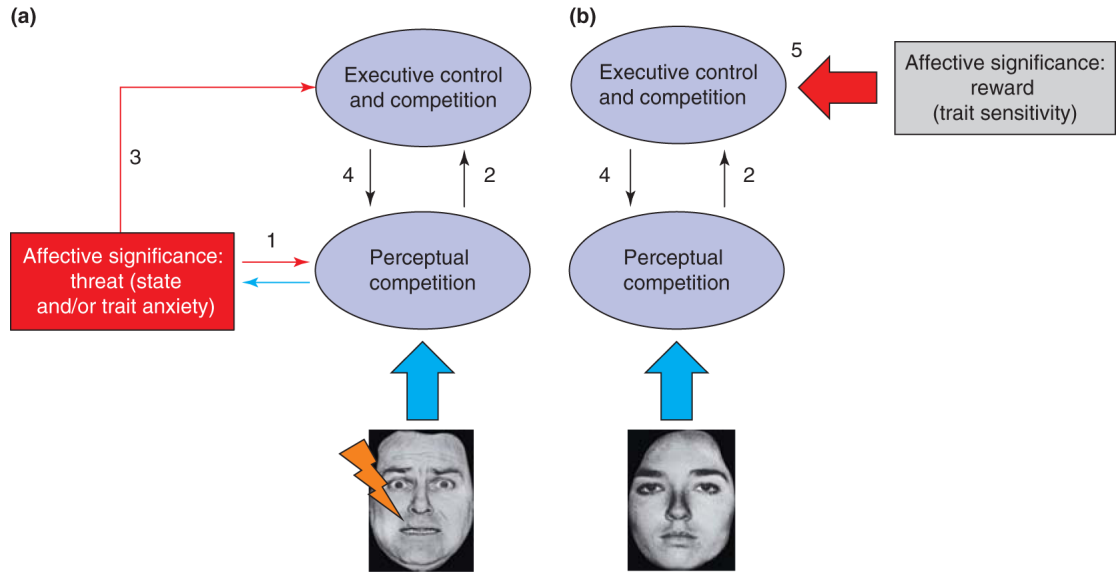 (a)
Executive control
and competition
3
4
2
Affective significance:
threat (state
and/or trait anxiety)
1
Perceptual
competition
(b)
Executive control
and competition
5
Affective significance:
reward
(trait sensitivity)
4
2
Perceptual
competition